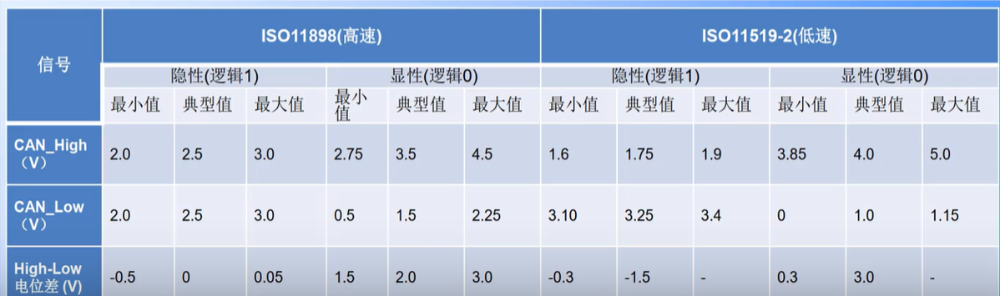 信号 ISO11898(高速) ISO11519-2(低速)
隐性(逻辑1) 显性(逻辑0) 隐性(逻辑1) 显性(逻辑0)
最小值 典型值 最大值 最小值 典型值 最大值 最小值 典型值 最大值 最小值 典型值 最大值
CAN_High（V） 2.0 2.5 3.0 2.75 3.5 4.5 1.6 1.75 1.9 3.85 4.0 5.0
CAN_Low（V） 2.0 2.5 3.0 0.5 1.5 2.25 3.10 3.25 3.4 0 1.0 1.15
High-Low电位差 (V) -0.5 0 0.05 1.5 2.0 3.0 -0.3 -1.5 - 0.3 3.0 -